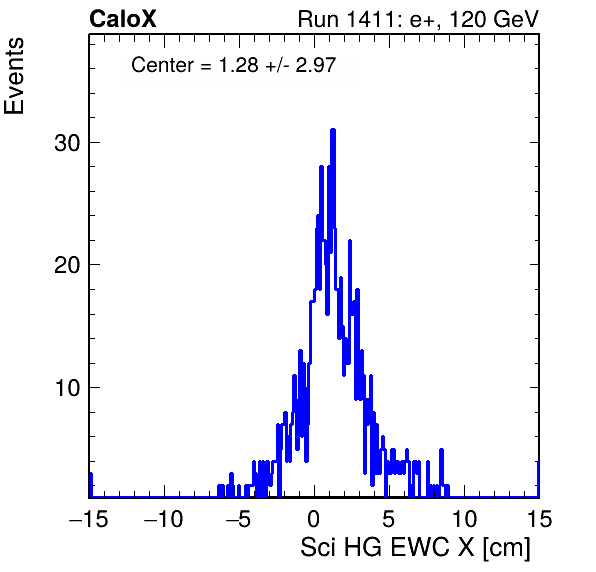 CaloX Run 1411: e+, 120 GeV
Events
Center = 1.28 +/- 2.97
30
20
10
−15 −10 −5 0 5 10 15
Sci HG EWC X [cm]